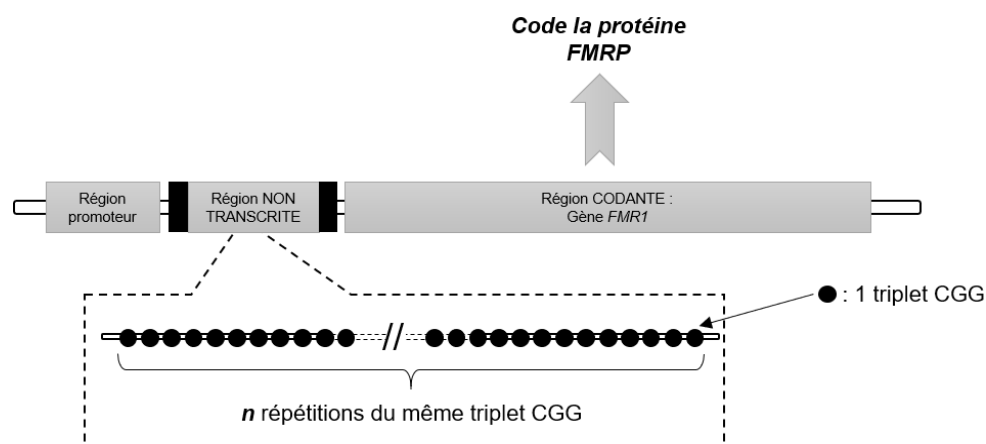 Code la protéine
FMRP
Région
promoteur
Région NON
TRANSCRITE
Région CODANTE :
Gène FMR1
: 1 triplet CGG
//
n répétitions du même triplet CGG